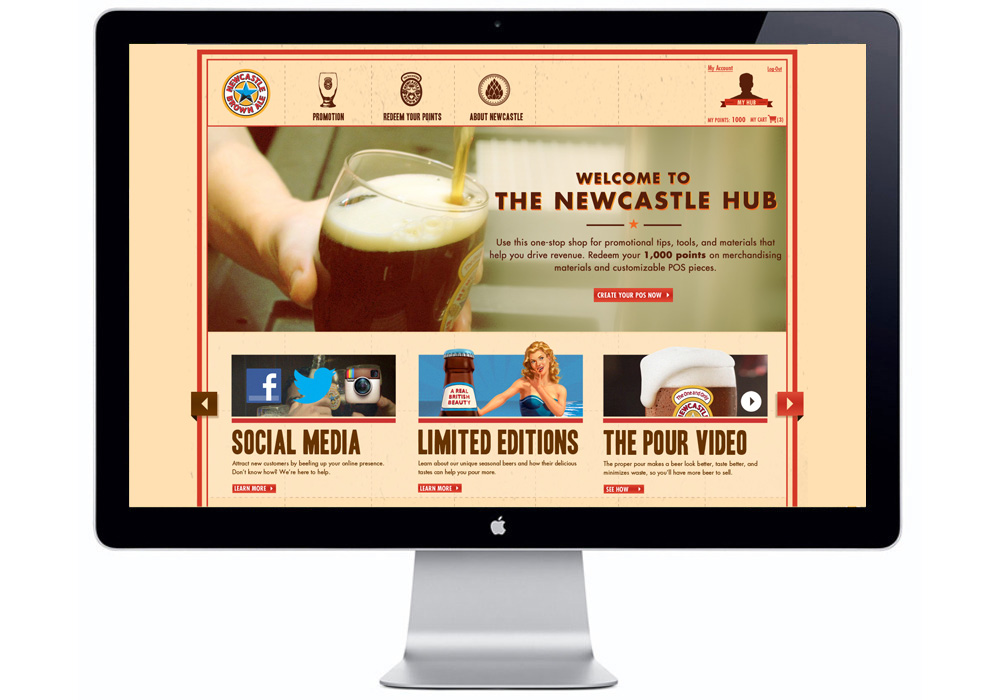 NEWCASTLE
BROWN ALE
PROMOTION
REDEEM YOUR POINTS
ABOUT NEWCASTLE
My Account
Log Out
MY HUB
MY POINTS: 1000 MY CART (3)
WELCOME TO
THE NEWCASTLE HUB
Use this one-stop shop for promotional tips, tools, and materials that
help you drive revenue. Redeem your 1,000 points on merchandising
materials and customizable POS pieces.
CREATE YOUR POS NOW
f
A REAL
BRITISH
BEAUTY
The One and Only
NEWCASTLE
SOCIAL MEDIA
Attract new customers by beefing up your online presence.
Don't know how? We're here to help.
LEARN MORE
LIMITED EDITIONS
Learn about our unique seasonal beers and how their delicious
tastes can help you pour more.
LEARN MORE
THE POUR VIDEO
The proper pour makes a beer look better, taste better, and
minimizes waste, so you'll have more beer to sell.
SEE HOW